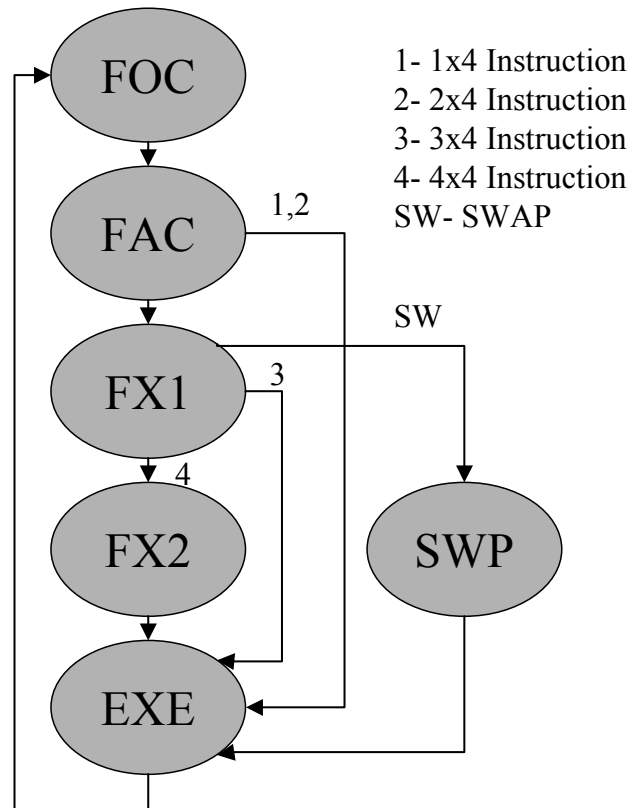 FOC
1- 1x4 Instruction
2- 2x4 Instruction
3- 3x4 Instruction
4- 4x4 Instruction
SW- SWAP
FAC
1,2
SW
FX1
3
4
FX2
SWP
EXE